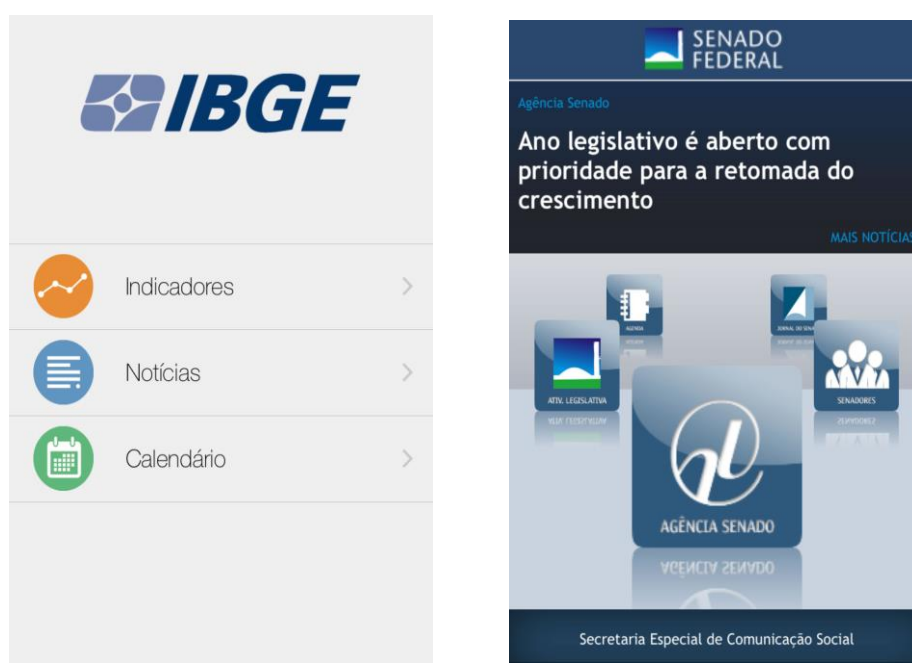 IBGE
Indicadores
Notícias
Calendário
SENADO
FEDERAL
Agência Senado
Ano legislativo é aberto com
prioridade para a retomada do
crescimento
MAIS NOTÍCIAS
AGENDA
JORNAL DO SENA
ATIV. LEGISLATIVA
SENADORES
AGÊNCIA SENADO
Secretaria Especial de Comunicação Social